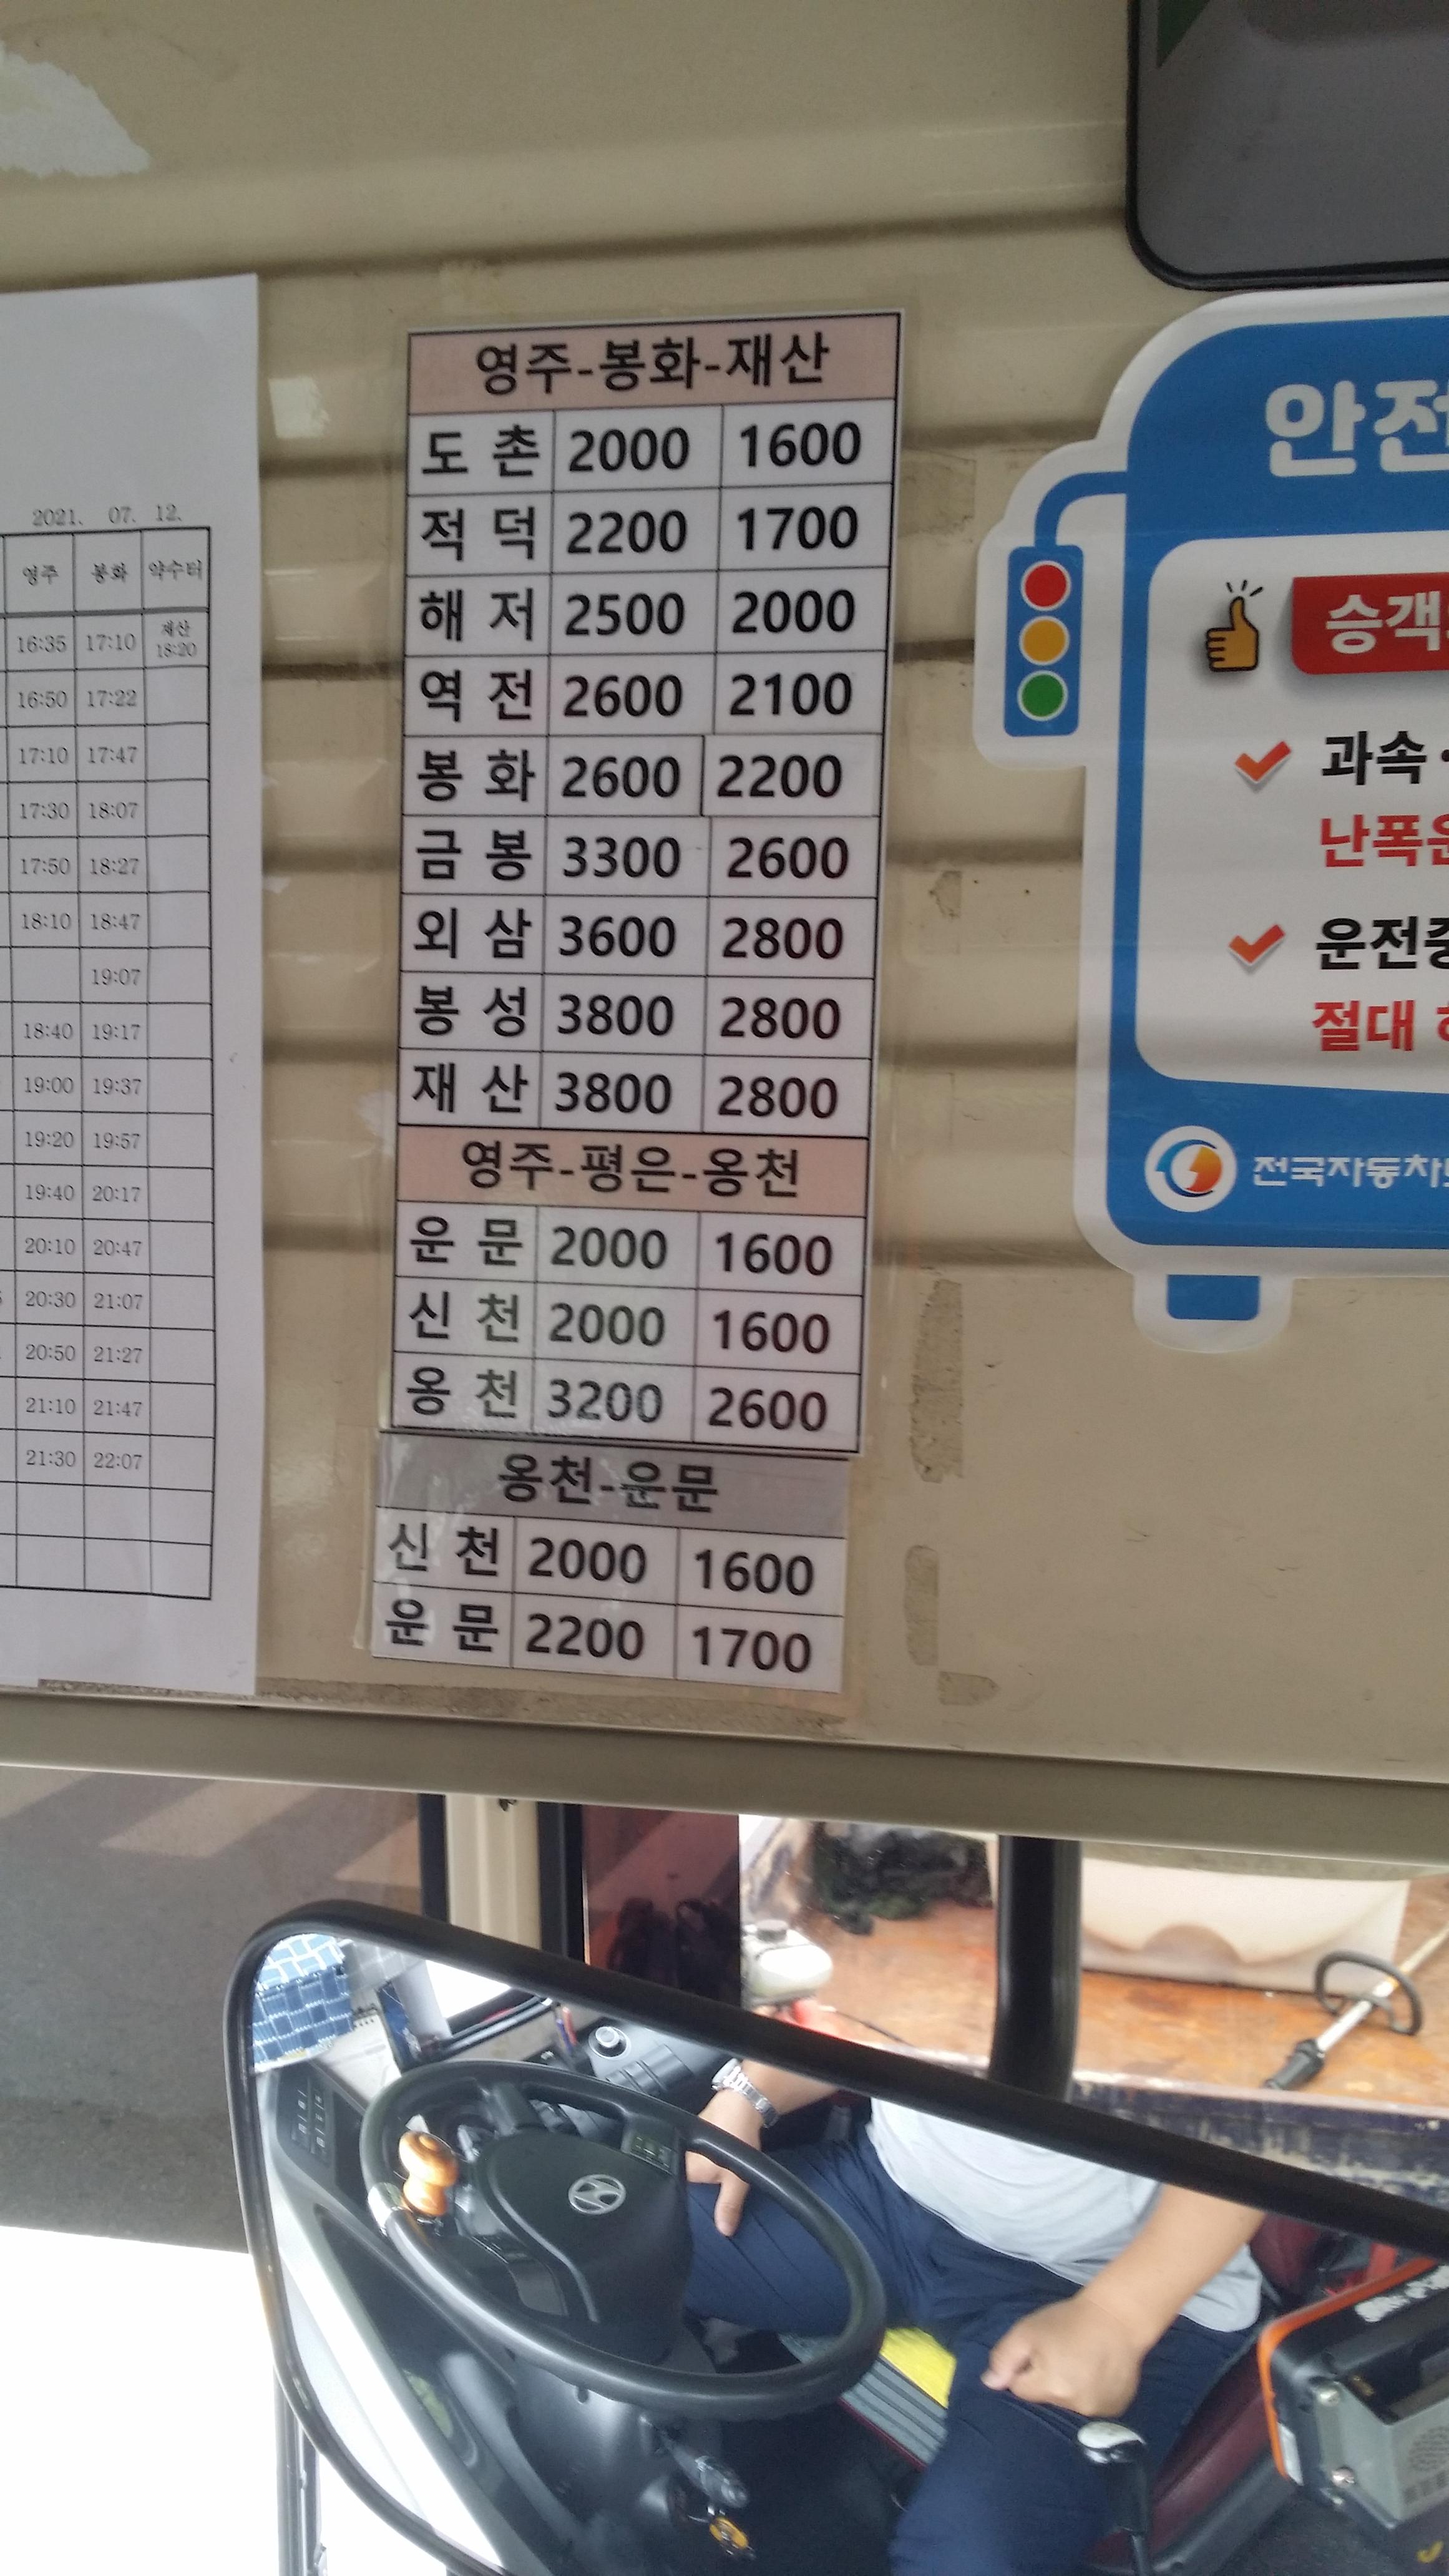 2021. 07. 12.
영주 봉화 약수터
16:35 17:10 재산 18:20
16:50 17:22
17:10 17:47
17:30 18:07
17:50 18:27
18:10 18:47
19:07
18:40 19:17
19:00 19:37
19:20 19:57
19:40 20:17
20:10 20:47
20:30 21:07
20:50 21:27
21:10 21:47
21:30 22:07
영주-봉화-재산
도 촌 2000 1600
적 덕 2200 1700
해 저 2500 2000
역 전 2600 2100
봉 화 2600 2200
금 봉 3300 2600
외 삼 3600 2800
봉 성 3800 2800
재 산 3800 2800
영주-평은-옹천
운 문 2000 1600
신 천 2000 1600
옹 천 3200 2600
옹천-운문
신 천 2000 1600
운 문 2200 1700
안전
승객
과속
난폭운
운전중
절대
전국자동차